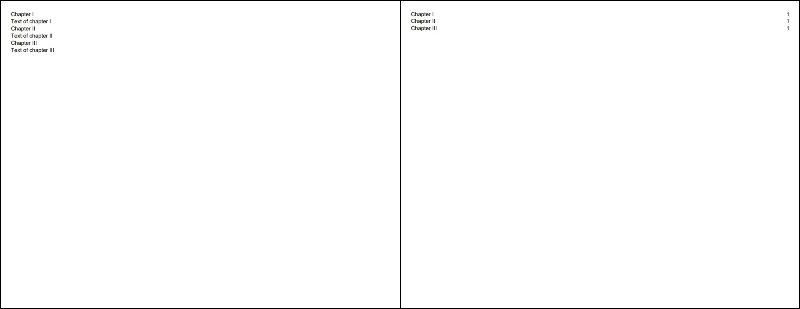 Chapter I
Text of chapter I
Chapter II
Text of chapter II
Chapter III
Text of chapter III
Chapter I 1
Chapter II 1
Chapter III 1